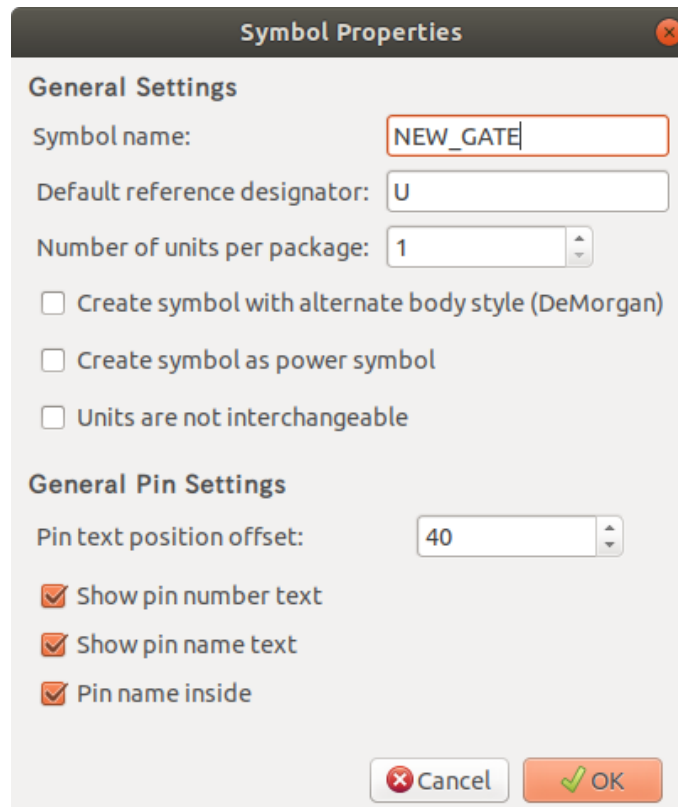 Symbol Properties
General Settings
Symbol name: NEW_GATE
Default reference designator: U
Number of units per package: 1
Create symbol with alternate body style (DeMorgan)
Create symbol as power symbol
Units are not interchangeable
General Pin Settings
Pin text position offset: 40
Show pin number text
Show pin name text
Pin name inside
Cancel OK